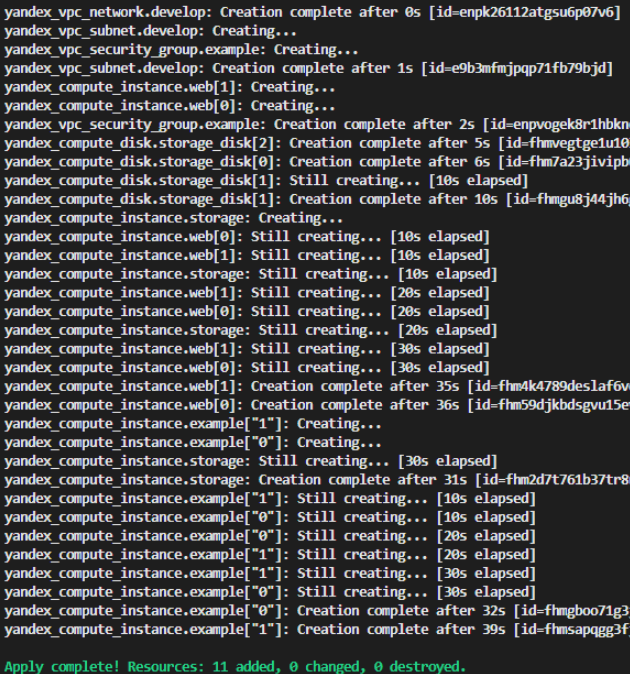 yandex_vpc_network.develop: Creation complete after 0s [id=enpk26112atgsu6p07v6]
yandex_vpc_subnet.develop: Creating...
yandex_vpc_security_group.example: Creating...
yandex_vpc_subnet.develop: Creation complete after 1s [id=e9b3mfmjpqp71fb79bjd]
yandex_compute_instance.web[1]: Creating...
yandex_compute_instance.web[0]: Creating...
yandex_vpc_security_group.example: Creation complete after 2s [id=enpvogek8r1hbkn
yandex_compute_disk.storage_disk[2]: Creation complete after 5s [id=fhmvegtge1u10
yandex_compute_disk.storage_disk[0]: Creation complete after 6s [id=fhm7a23jivipb
yandex_compute_disk.storage_disk[1]: Still creating... [10s elapsed]
yandex_compute_disk.storage_disk[1]: Creation complete after 10s [id=fhmgu8j44jh6
yandex_compute_instance.storage: Creating...
yandex_compute_instance.web[0]: Still creating... [10s elapsed]
yandex_compute_instance.web[1]: Still creating... [10s elapsed]
yandex_compute_instance.storage: Still creating... [10s elapsed]
yandex_compute_instance.web[1]: Still creating... [20s elapsed]
yandex_compute_instance.web[0]: Still creating... [20s elapsed]
yandex_compute_instance.storage: Still creating... [20s elapsed]
yandex_compute_instance.web[1]: Still creating... [30s elapsed]
yandex_compute_instance.web[0]: Still creating... [30s elapsed]
yandex_compute_instance.web[1]: Creation complete after 35s [id=fhm4k4789deslaf6v
yandex_compute_instance.web[0]: Creation complete after 36s [id=fhm59djkbdsgvu15e
yandex_compute_instance.example["1"]: Creating...
yandex_compute_instance.example["0"]: Creating...
yandex_compute_instance.storage: Still creating... [30s elapsed]
yandex_compute_instance.storage: Creation complete after 31s [id=fhm2d7t761b37tr8
yandex_compute_instance.example["1"]: Still creating... [10s elapsed]
yandex_compute_instance.example["0"]: Still creating... [10s elapsed]
yandex_compute_instance.example["0"]: Still creating... [20s elapsed]
yandex_compute_instance.example["1"]: Still creating... [20s elapsed]
yandex_compute_instance.example["1"]: Still creating... [30s elapsed]
yandex_compute_instance.example["0"]: Still creating... [30s elapsed]
yandex_compute_instance.example["0"]: Creation complete after 32s [id=fhmgboo71g3
yandex_compute_instance.example["1"]: Creation complete after 39s [id=fhmsapqgg3f
Apply complete! Resources: 11 added, 0 changed, 0 destroyed.